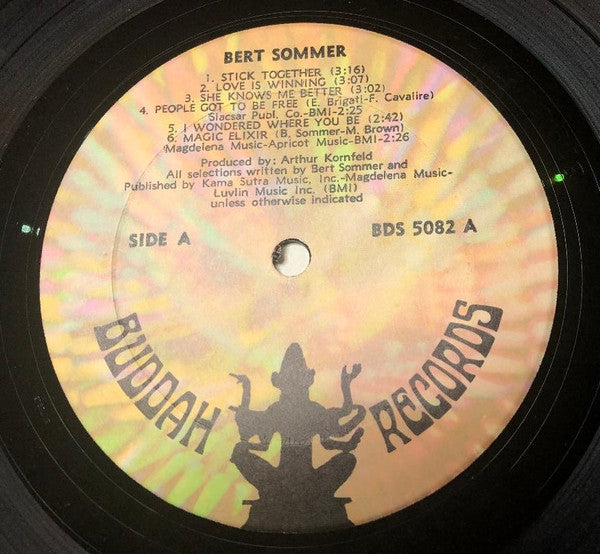 BERT SOMMER
1. STICK TOGETHER (3:16)
2. LOVE IS WINNING (3:07)
3. SHE KNOWS ME BETTER (3:02)
4. PEOPLE GOT TO BE FREE (E. Brigati-F. Cavalire)
Slacsar Publ. Co.-BMI-2:25
5. I WONDERED WHERE YOU BE (2:42)
6. MAGIC ELIXIR (B. Sommer-M. Brown)
Magdelena Music-Apricot Music-BMI-2:26
Produced by: Arthur Kornfeld
All selections written by Bert Sommer and
Published by Kama Sutra Music, Inc.-Magdelena Music-
Luvlin Music Inc. (BMI)
unless otherwise indicated
SIDE A
BDS 5082 A
BUDDAH RECORDS